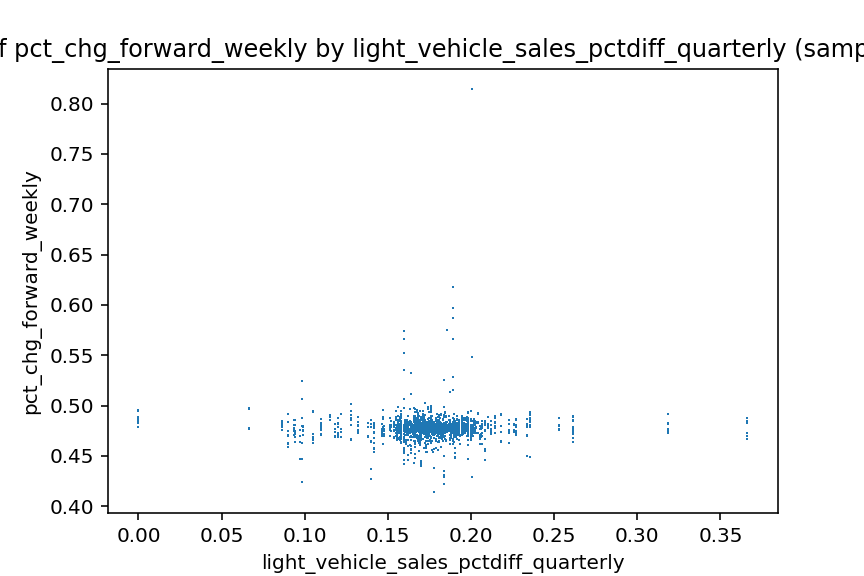 pct_chg_forward_weekly by light_vehicle_sales_pctdiff_quarterly
0.80
0.75
0.70
0.65
0.60
0.55
0.50
0.45
0.40
pct_chg_forward_weekly
0.00 0.05 0.10 0.15 0.20 0.25 0.30 0.35
light_vehicle_sales_pctdiff_quarterly